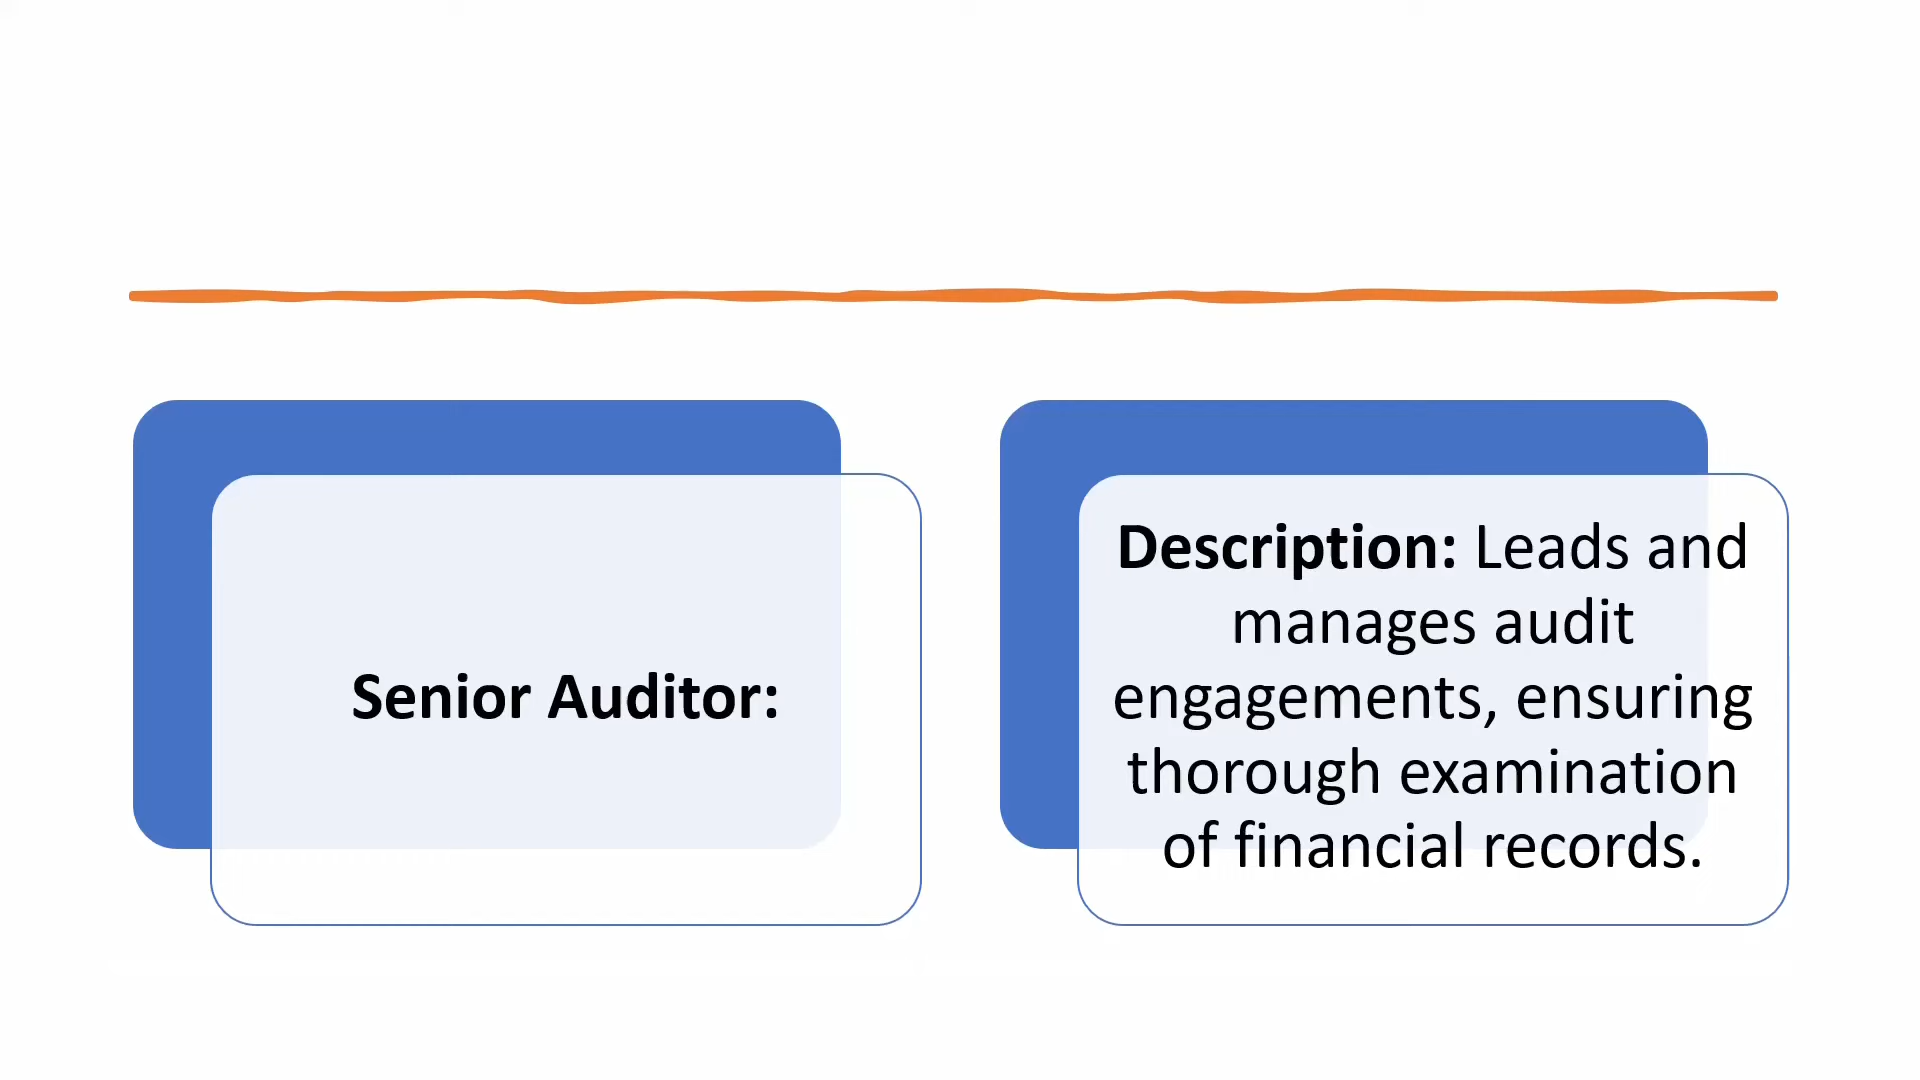 Senior Auditor:
Description: Leads and
manages audit
engagements, ensuring
thorough examination
of financial records.